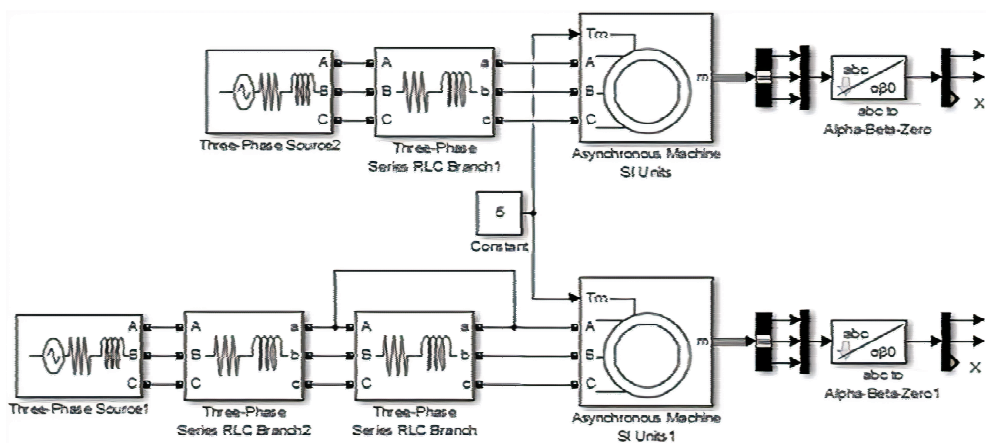 Tm
A A a A
B B b B m
C C c C
abc
αβ0
Three-Phase Source2
Three-Phase
Series RLC Branch1
Asynchronous Machine
SI Units
abc to
Alpha-Beta-Zero
X
5
Constant
Tm
A A a A a A
B B b B b B m
C C c C c C
abc
αβ0
Three-Phase Source1
Three-Phase
Series RLC Branch2
Three-Phase
Series RLC Branch
Asynchronous Machine
SI Units1
abc to
Alpha-Beta-Zero1
X